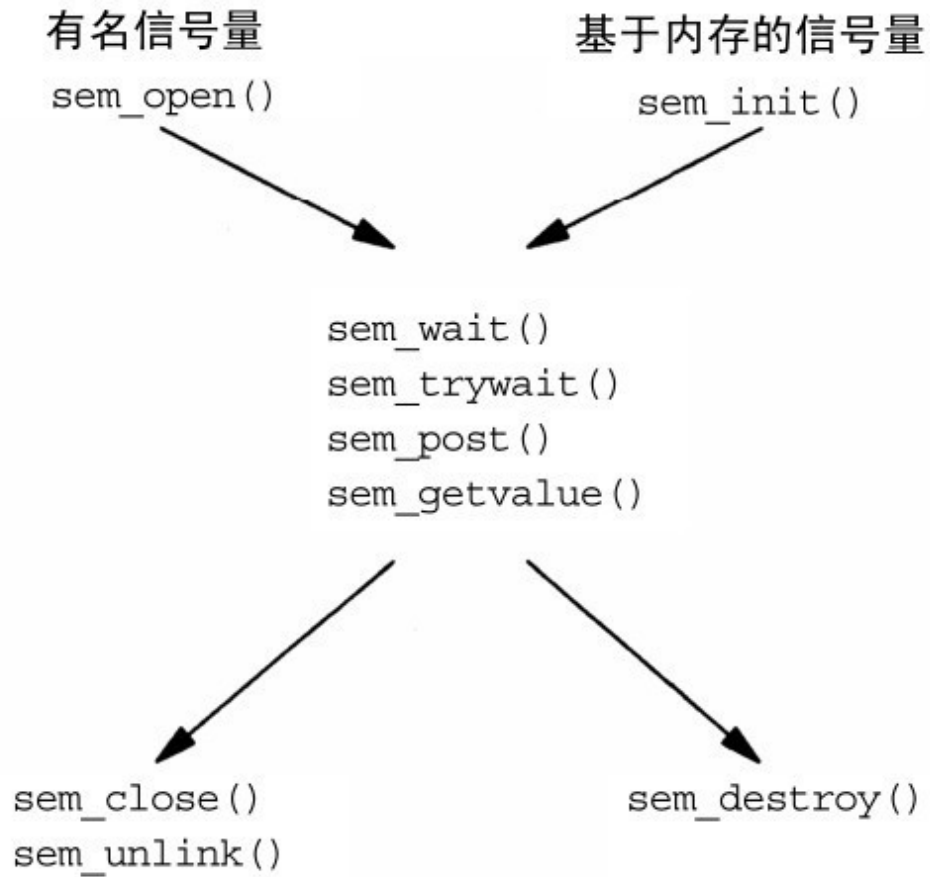 有名信号量
基于内存的信号量
sem_open()
sem_init()
sem_wait()
sem_trywait()
sem_post()
sem_getvalue()
sem_close()
sem_destroy()
sem_unlink()